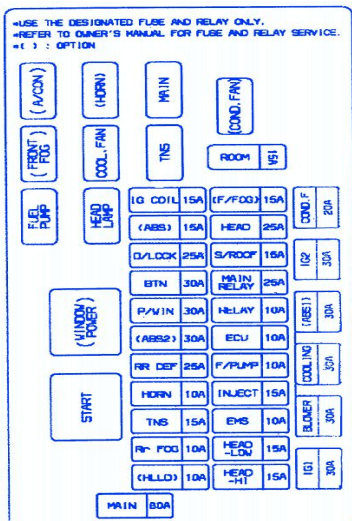 *USE THE DESIGNATED FUSE AND RELAY ONLY.
*REFER TO OWNER'S MANUAL FOR FUSE AND RELAY SERVICE.
*( ) : OPTION
(A/CON) (HORN) MAIN (COND.FAN)
(FRONT FOG) COOL.FAN TNS
ROOM 15A
FUEL PUMP HEAD LAMP
IG COIL 15A (F/FOG) 15A COND.F 20A
(ABS) 15A HEAD 25A
D/LOCK 25A S/ROOF 15A IG2 30A
BTN 30A MAIN RELAY 25A
(WINDOW POWER)
P/WIN 30A RELAY 10A (ABS1) 30A
(ABS2) 30A ECU 10A
RR DEF 25A F/PUMP 10A COOLING 30A
START
HORN 10A INJECT 15A
TNS 15A EMS 10A BLOWER 30A
Rr FOG 10A HEAD -LOW 15A
(HLLD) 10A HEAD -HI 15A IG1 30A
MAIN 80A